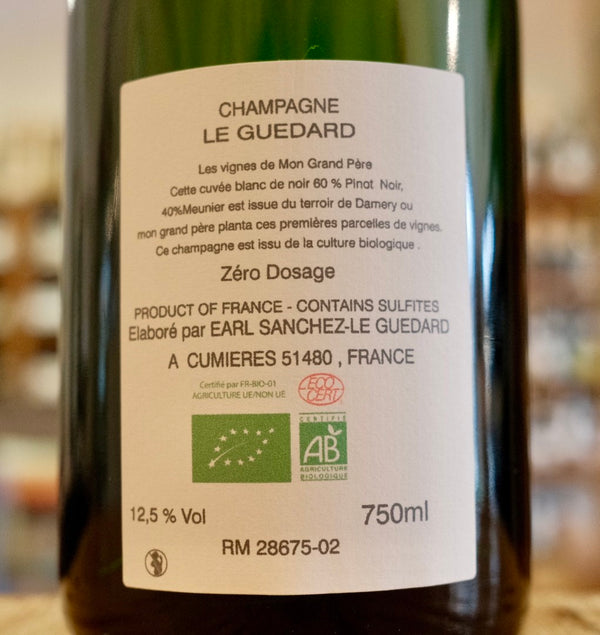 CHAMPAGNE
LE GUEDARD
Les vignes de Mon Grand Père
Cette cuvée blanc de noir 60 % Pinot Noir,
40%Meunier est issue du terroir de Damery ou
mon grand père planta ces premières parcelles de vignes.
Ce champagne est issu de la culture biologique .
Zéro Dosage
PRODUCT OF FRANCE - CONTAINS SULFITES
Elaboré par EARL SANCHEZ-LE GUEDARD
A CUMIERES 51480 , FRANCE
Certifié par FR-BIO-01
AGRICULTURE UE/NON UE
ECO
CERT
CERTIFIÉ
AB
AGRICULTURE
BIOLOGIQUE
12,5 % Vol
750ml
RM 28675-02